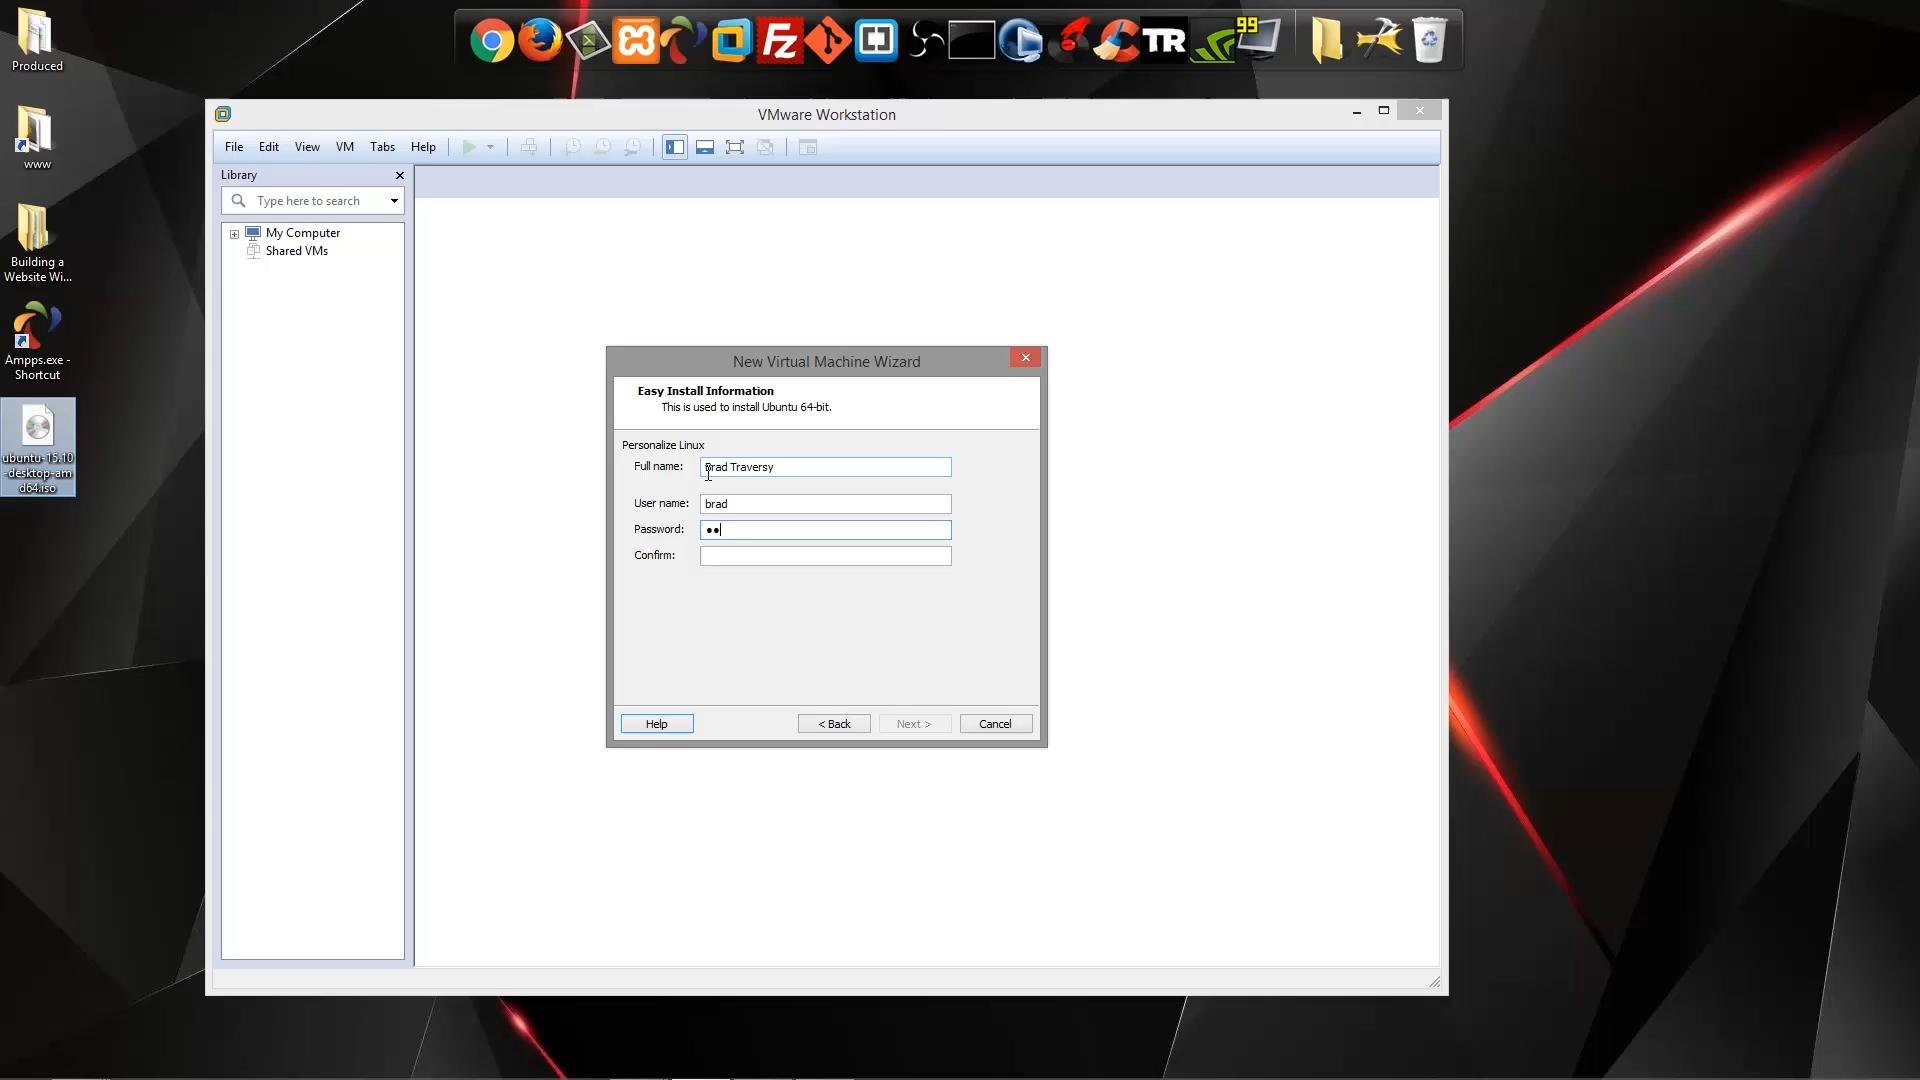 Produced
www
Building a
Website Wi...
Ampps.exe -
Shortcut
ubuntu-15.10
-desktop-am
d64.iso
Fz
TR
99
VMware Workstation
File Edit View VM Tabs Help
Library
Type here to search
My Computer
Shared VMs
New Virtual Machine Wizard
Easy Install Information
This is used to install Ubuntu 64-bit.
Personalize Linux
Full name: Brad Traversy
User name: brad
Password: ●●
Confirm:
Help < Back Next > Cancel